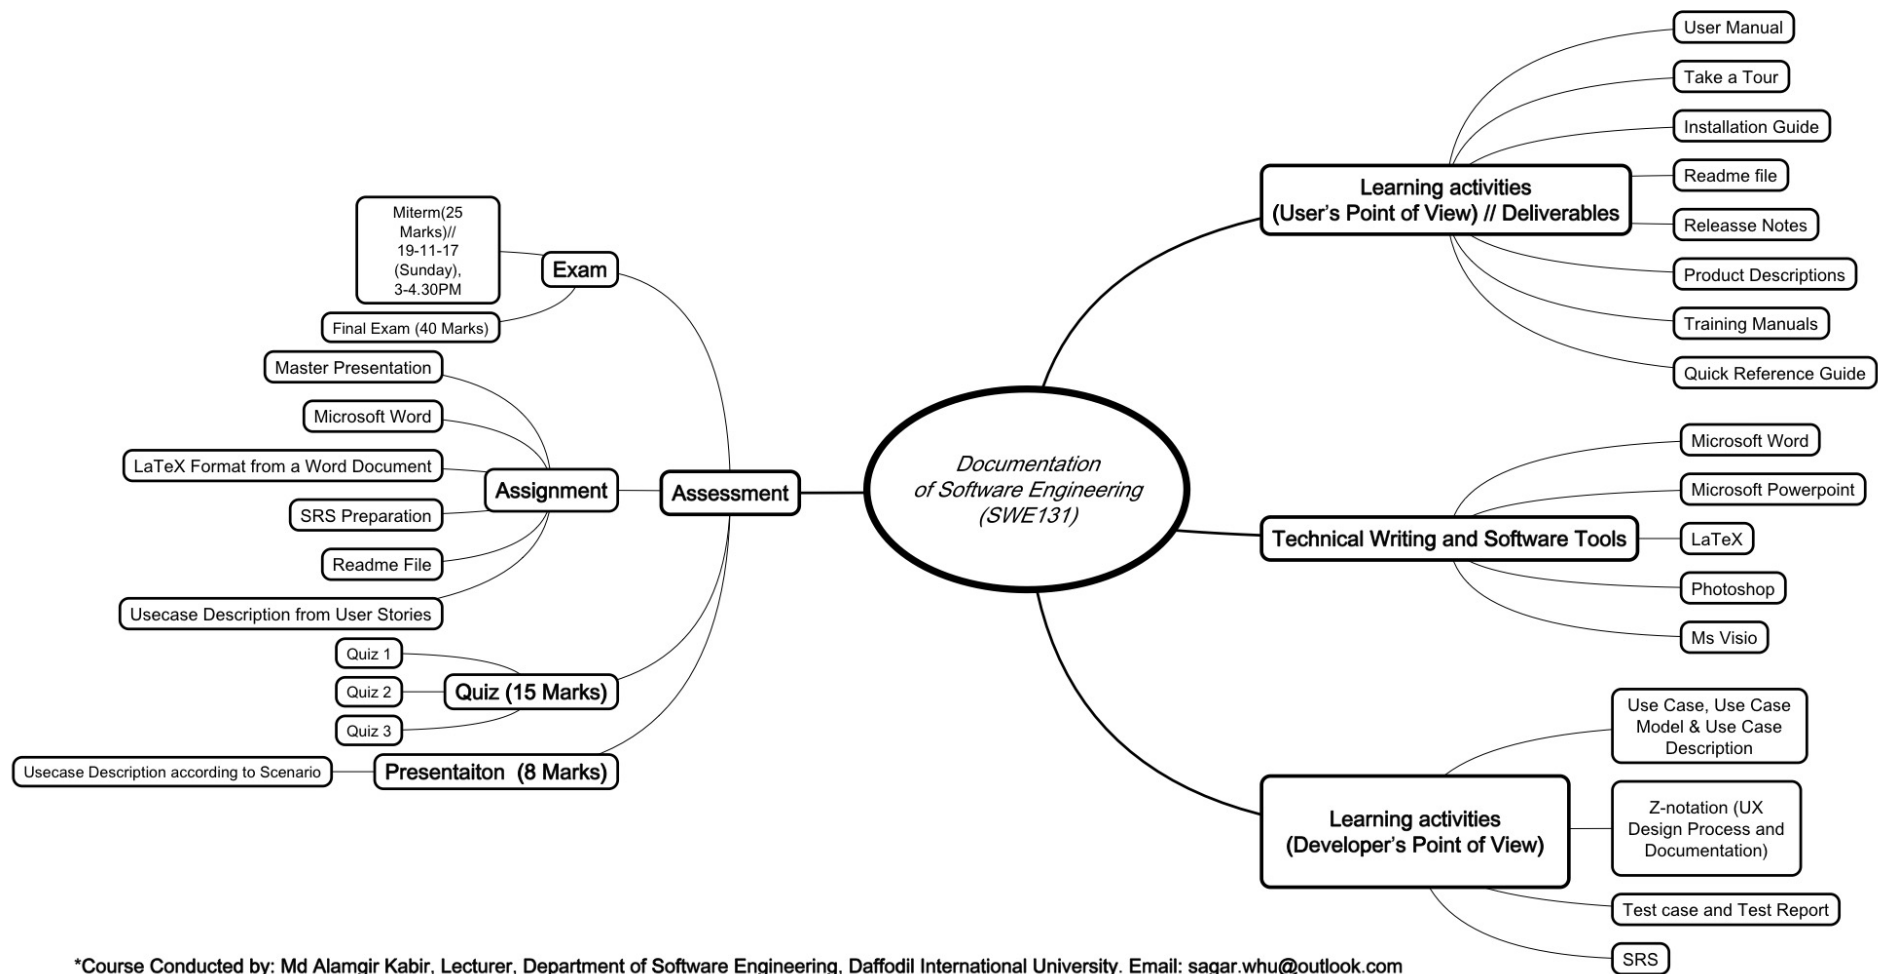 Documentation
of Software Engineering
(SWE131)
Learning activities
(User's Point of View) // Deliverables
User Manual
Take a Tour
Installation Guide
Readme file
Releasse Notes
Product Descriptions
Training Manuals
Quick Reference Guide
Technical Writing and Software Tools
Microsoft Word
Microsoft Powerpoint
LaTeX
Photoshop
Ms Visio
Learning activities
(Developer's Point of View)
Use Case, Use Case
Model & Use Case
Description
Z-notation (UX
Design Process and
Documentation)
Test case and Test Report
SRS
Assessment
Exam
Miterm(25
Marks)//
19-11-17
(Sunday),
3-4.30PM
Final Exam (40 Marks)
Assignment
Master Presentation
Microsoft Word
LaTeX Format from a Word Document
SRS Preparation
Readme File
Usecase Description from User Stories
Quiz (15 Marks)
Quiz 1
Quiz 2
Quiz 3
Presentaiton (8 Marks)
Usecase Description according to Scenario
*Course Conducted by: Md Alamgir Kabir, Lecturer, Department of Software Engineering, Daffodil International University. Email: sagar.whu@outlook.com